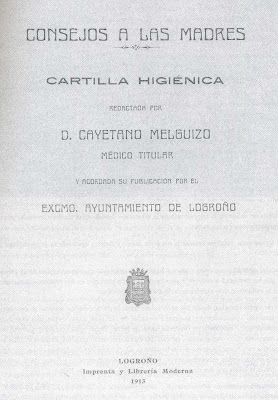 CONSEJOS A LAS MADRES
CARTILLA HIGIÉNICA
REDACTADA POR
D. CAYETANO MELGUIZO
MÉDICO TITULAR
Y ACORDADA SU PUBLICACIÓN POR EL
EXCMO. AYUNTAMIENTO DE LOGROÑO
LOGROÑO
Imprenta y Librería Moderna
1915